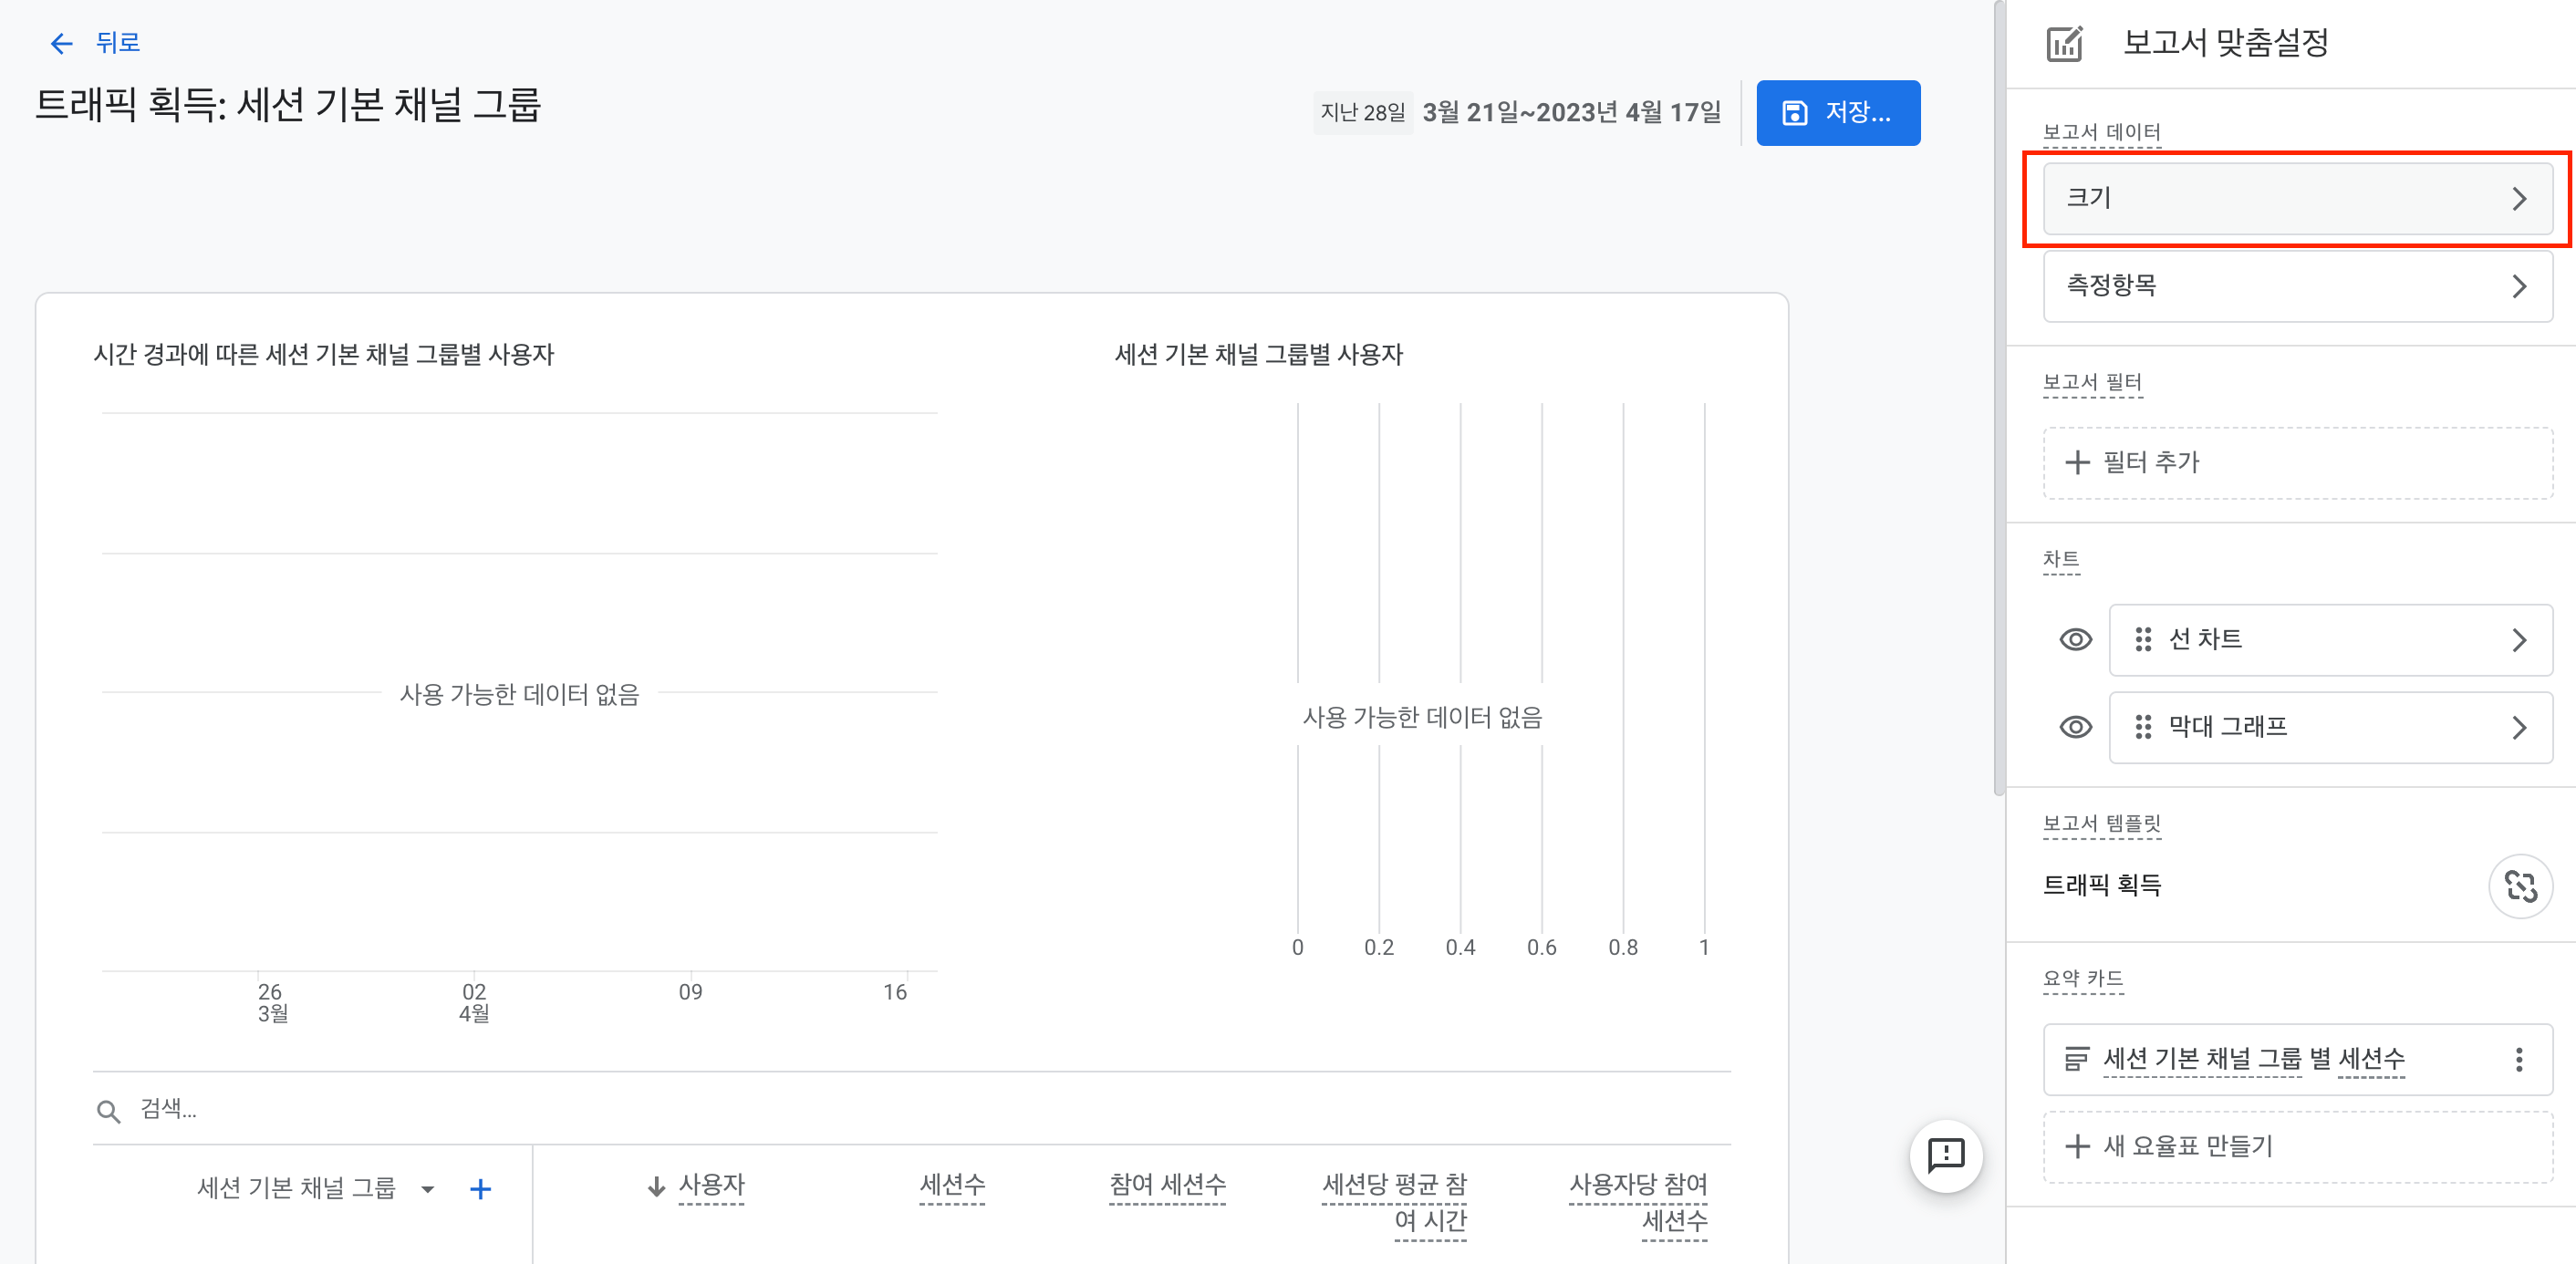 뒤로
트래픽 획득: 세션 기본 채널 그룹
지난 28일 3월 21일~2023년 4월 17일
저장...
시간 경과에 따른 세션 기본 채널 그룹별 사용자
사용 가능한 데이터 없음
26 02 09 16
3월 4월
세션 기본 채널 그룹별 사용자
사용 가능한 데이터 없음
0 0.2 0.4 0.6 0.8 1
검색...
세션 기본 채널 그룹
사용자
세션수
참여 세션수
세션당 평균 참
여 시간
사용자당 참여
세션수
보고서 맞춤설정
보고서 데이터
크기
측정항목
보고서 필터
필터 추가
차트
선 차트
막대 그래프
보고서 템플릿
트래픽 획득
요약 카드
세션 기본 채널 그룹 별 세션수
새 요율표 만들기